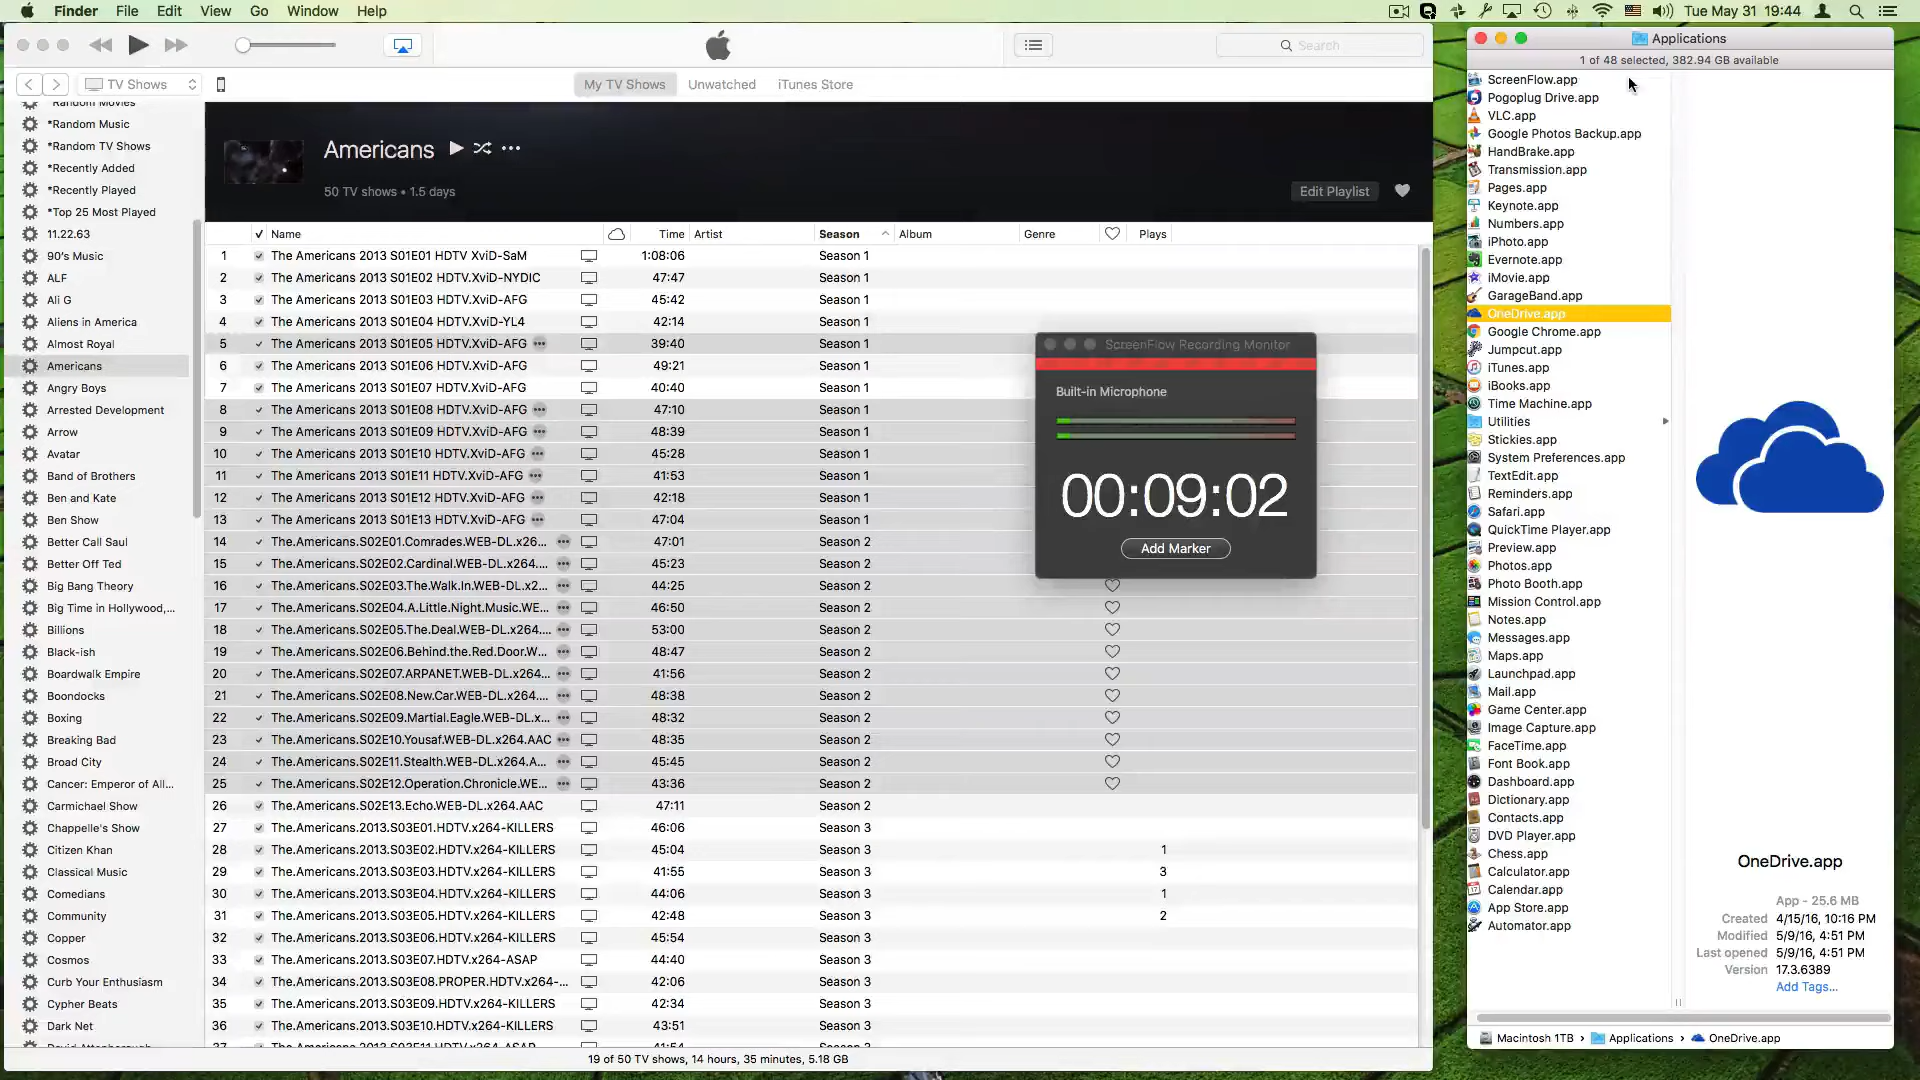 Finder File Edit View Go Window Help
Tue May 31 19:44
Search
TV Shows
My TV Shows Unwatched iTunes Store
*Random Movies
*Random Music
*Random TV Shows
*Recently Added
*Recently Played
*Top 25 Most Played
11.22.63
90's Music
ALF
Ali G
Aliens in America
Almost Royal
Americans
Angry Boys
Arrested Development
Arrow
Avatar
Band of Brothers
Ben and Kate
Ben Show
Better Call Saul
Better Off Ted
Big Bang Theory
Big Time in Hollywood,...
Billions
Black-ish
Boardwalk Empire
Boondocks
Boxing
Breaking Bad
Broad City
Cancer: Emperor of All...
Carmichael Show
Chappelle's Show
Citizen Khan
Classical Music
Comedians
Community
Copper
Cosmos
Curb Your Enthusiasm
Cypher Beats
Dark Net
Americans
50 TV shows • 1.5 days
Edit Playlist
Name Time Artist Season Album Genre Plays
1 The Americans 2013 S01E01 HDTV XviD-SaM 1:08:06 Season 1
2 The Americans 2013 S01E02 HDTV.XviD-NYDIC 47:47 Season 1
3 The Americans 2013 S01E03 HDTV.XviD-AFG 45:42 Season 1
4 The Americans 2013 S01E04 HDTV.XviD-YL4 42:14 Season 1
5 The Americans 2013 S01E05 HDTV.XviD-AFG 39:40 Season 1
6 The Americans 2013 S01E06 HDTV.XviD-AFG 49:21 Season 1
7 The Americans 2013 S01E07 HDTV.XviD-AFG 40:40 Season 1
8 The Americans 2013 S01E08 HDTV.XviD-AFG 47:10 Season 1
9 The Americans 2013 S01E09 HDTV.XviD-AFG 48:39 Season 1
10 The Americans 2013 S01E10 HDTV.XviD-AFG 45:28 Season 1
11 The Americans 2013 S01E11 HDTV.XviD-AFG 41:53 Season 1
12 The Americans 2013 S01E12 HDTV.XviD-AFG 42:18 Season 1
13 The Americans 2013 S01E13 HDTV.XviD-AFG 47:04 Season 1
14 The.Americans.S02E01.Comrades.WEB-DL.x26... 47:01 Season 2
15 The.Americans.S02E02.Cardinal.WEB-DL.x264.... 45:23 Season 2
16 The.Americans.S02E03.The.Walk.In.WEB-DL.x2... 44:25 Season 2
17 The.Americans.S02E04.A.Little.Night.Music.WE... 46:50 Season 2
18 The.Americans.S02E05.The.Deal.WEB-DL.x264.... 53:00 Season 2
19 The.Americans.S02E06.Behind.the.Red.Door.W... 48:47 Season 2
20 The.Americans.S02E07.ARPANET.WEB-DL.x264.... 41:56 Season 2
21 The.Americans.S02E08.New.Car.WEB-DL.x264.... 48:38 Season 2
22 The.Americans.S02E09.Martial.Eagle.WEB-DL.x... 48:32 Season 2
23 The.Americans.S02E10.Yousaf.WEB-DL.x264.AAC 48:35 Season 2
24 The.Americans.S02E11.Stealth.WEB-DL.x264.A... 45:45 Season 2
25 The.Americans.S02E12.Operation.Chronicle.WE... 43:36 Season 2
26 The.Americans.S02E13.Echo.WEB-DL.x264.AAC 47:11 Season 2
27 The.Americans.2013.S03E01.HDTV.x264-KILLERS 46:06 Season 3
28 The.Americans.2013.S03E02.HDTV.x264-KILLERS 45:04 Season 3 1
29 The.Americans.2013.S03E03.HDTV.x264-KILLERS 41:55 Season 3 3
30 The.Americans.2013.S03E04.HDTV.x264-KILLERS 44:06 Season 3 1
31 The.Americans.2013.S03E05.HDTV.x264-KILLERS 42:48 Season 3 2
32 The.Americans.2013.S03E06.HDTV.x264-KILLERS 45:54 Season 3
33 The.Americans.2013.S03E07.HDTV.x264-ASAP 44:40 Season 3
34 The.Americans.2013.S03E08.PROPER.HDTV.x264-... 42:06 Season 3
35 The.Americans.2013.S03E09.HDTV.x264-KILLERS 42:34 Season 3
36 The.Americans.2013.S03E10.HDTV.x264-KILLERS 43:51 Season 3
19 of 50 TV shows, 14 hours, 35 minutes, 5.18 GB
ScreenFlow Recording Monitor
Built-in Microphone
00:09:02
Add Marker
Applications
1 of 48 selected, 382.94 GB available
ScreenFlow.app
Pogoplug Drive.app
VLC.app
Google Photos Backup.app
HandBrake.app
Transmission.app
Pages.app
Keynote.app
Numbers.app
iPhoto.app
Evernote.app
iMovie.app
GarageBand.app
OneDrive.app
Google Chrome.app
Jumpcut.app
iTunes.app
iBooks.app
Time Machine.app
Utilities
Stickies.app
System Preferences.app
TextEdit.app
Reminders.app
Safari.app
QuickTime Player.app
Preview.app
Photos.app
Photo Booth.app
Mission Control.app
Notes.app
Messages.app
Maps.app
Launchpad.app
Mail.app
Game Center.app
Image Capture.app
FaceTime.app
Font Book.app
Dashboard.app
Dictionary.app
Contacts.app
DVD Player.app
Chess.app
Calculator.app
Calendar.app
App Store.app
Automator.app
OneDrive.app
App - 25.6 MB
Created 4/15/16, 10:16 PM
Modified 5/9/16, 4:51 PM
Last opened 5/9/16, 4:51 PM
Version 17.3.6389
Add Tags...
Macintosh 1TB Applications OneDrive.app